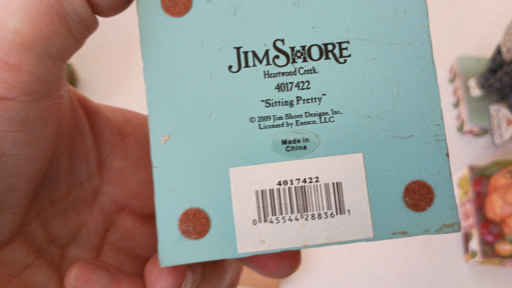 JIM SHORE
Heartwood Creek.
4017422
"Sitting Pretty"
© 2009 Jim Shore Designs, Inc.
Licensed by Enesco, LLC
Made in
China
4017422
0 45544 28836 1